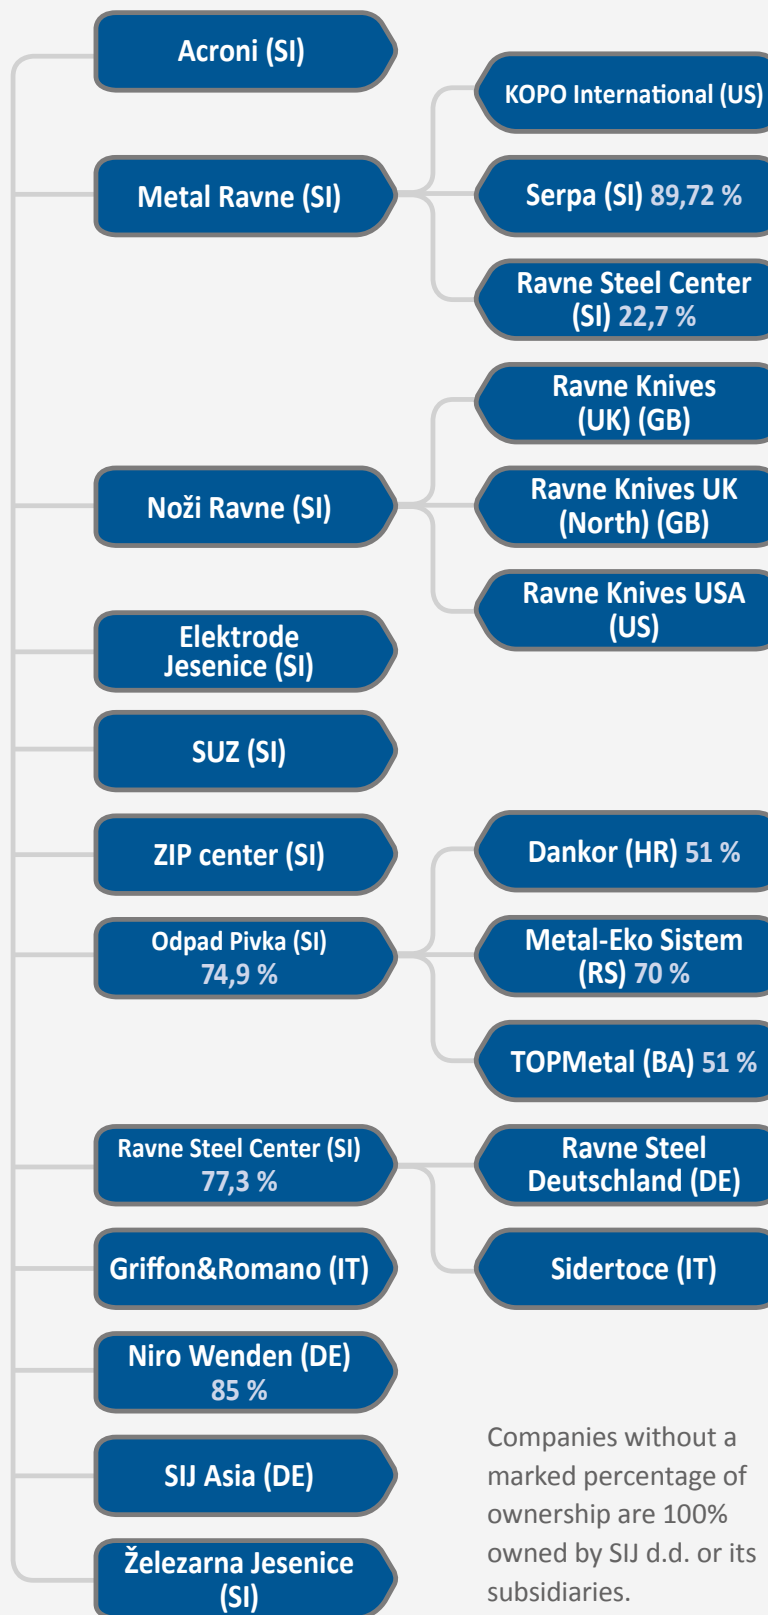 Acroni (SI)
KOPO International (US)
Metal Ravne (SI)
Serpa (SI) 89,72 %
Ravne Steel Center
(SI) 22,7 %
Ravne Knives
(UK) (GB)
Noži Ravne (SI)
Ravne Knives UK
(North) (GB)
Ravne Knives USA
(US)
Elektrode
Jesenice (SI)
SUZ (SI)
ZIP center (SI)
Dankor (HR) 51 %
Odpad Pivka (SI)
74,9 %
Metal-Eko Sistem
(RS) 70 %
TOPMetal (BA) 51 %
Ravne Steel Center (SI)
77,3 %
Ravne Steel
Deutschland (DE)
Griffon&Romano (IT)
Sidertoce (IT)
Niro Wenden (DE)
85 %
SIJ Asia (DE)
Železarna Jesenice
(SI)
Companies without a
marked percentage of
ownership are 100%
owned by SIJ d.d. or its
subsidiaries.